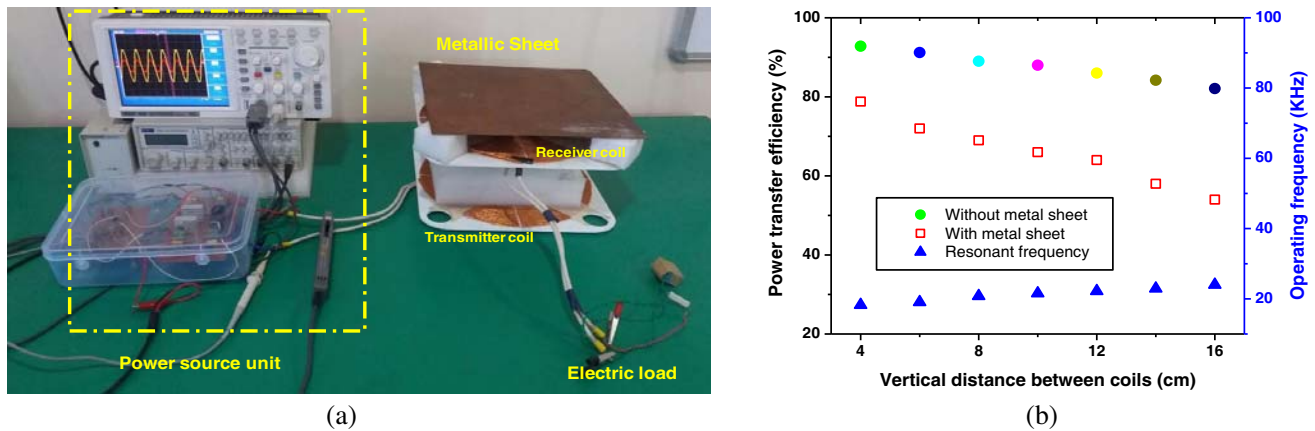 Metallic Sheet
Receiver coil
Transmitter coil
Power source unit
Electric load
(a)
100
80
60
40
20
Power transfer efficiency (%)
Without metal sheet
With metal sheet
Resonant frequency
100
80
60
40
20
Operating frequency (KHz)
4
8
12
16
Vertical distance between coils (cm)
(b)